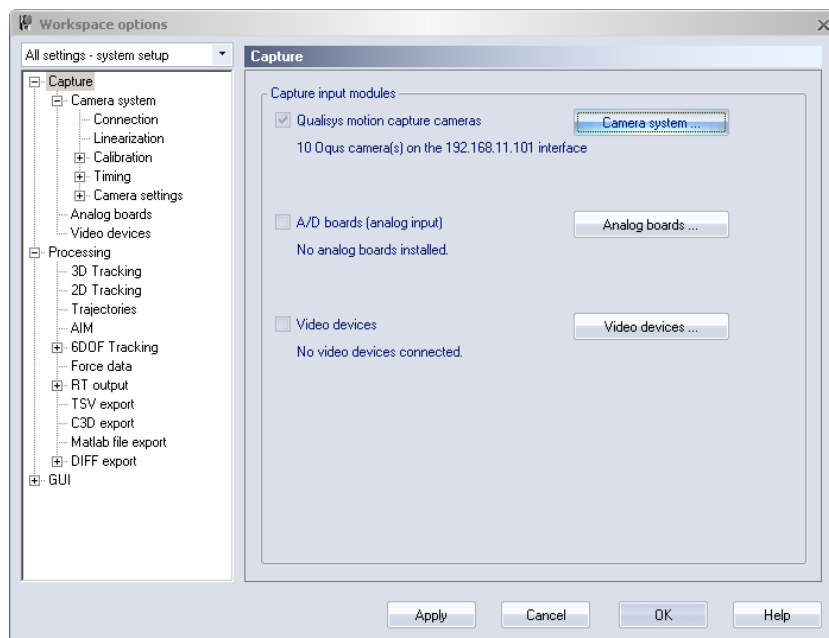 Workspace options
All settings - system setup
Capture
Camera system
Connection
Linearization
Calibration
Timing
Camera settings
Analog boards
Video devices
Processing
3D Tracking
2D Tracking
Trajectories
AIM
6DOF Tracking
Force data
RT output
TSV export
C3D export
Matlab file export
DIFF export
GUI
Capture
Capture input modules
Qualisys motion capture cameras
Camera system ...
10 Oqus camera(s) on the 192.168.11.101 interface
A/D boards (analog input)
Analog boards ...
No analog boards installed.
Video devices
Video devices ...
No video devices connected.
Apply
Cancel
OK
Help